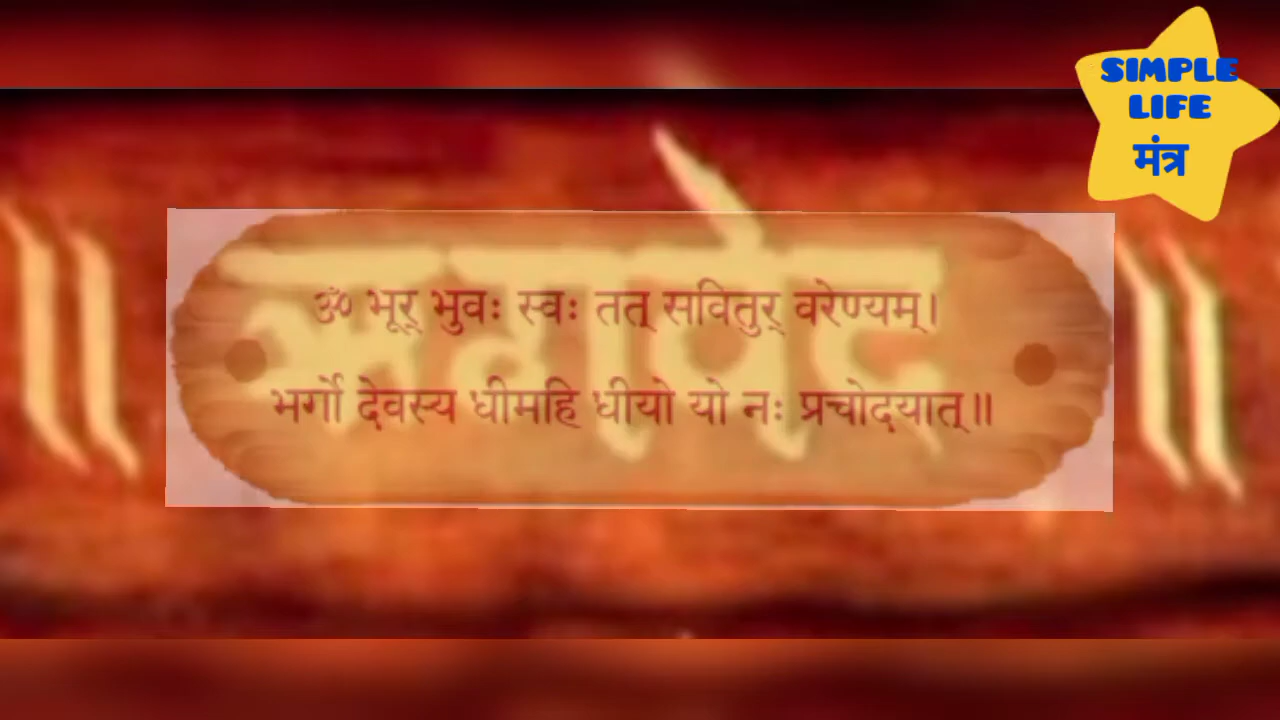 SIMPLE
LIFE
मंत्र
ॐ भूर् भुवः स्वः तत् सवितुर् वरेण्यम्।
भर्गो देवस्य धीमहि धीयो यो नः प्रचोदयात्॥